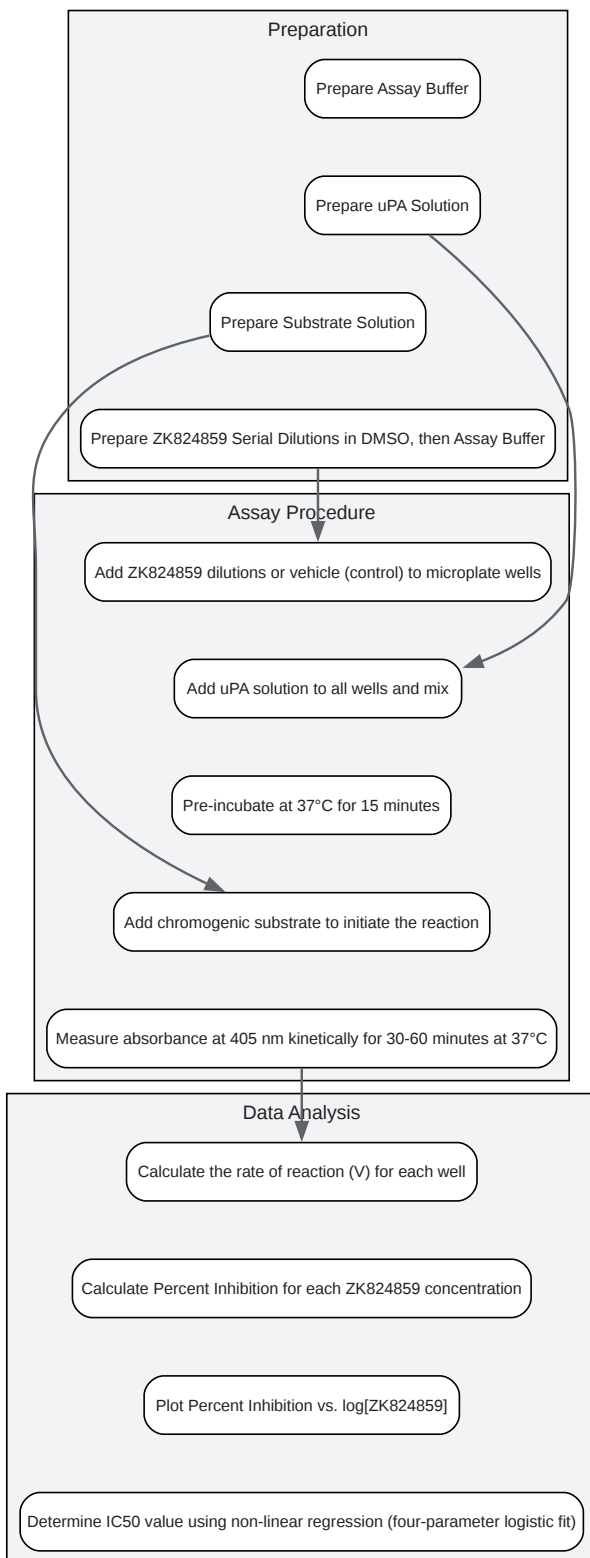 Preparation
Prepare Assay Buffer
Prepare uPA Solution
Prepare Substrate Solution
Prepare ZK824859 Serial Dilutions in DMSO, then Assay Buffer
Assay Procedure
Add ZK824859 dilutions or vehicle (control) to microplate wells
Add uPA solution to all wells and mix
Pre-incubate at 37°C for 15 minutes
Add chromogenic substrate to initiate the reaction
Measure absorbance at 405 nm kinetically for 30-60 minutes at 37°C
Data Analysis
Calculate the rate of reaction (V) for each well
Calculate Percent Inhibition for each ZK824859 concentration
Plot Percent Inhibition vs. log[ZK824859]
Determine IC50 value using non-linear regression (four-parameter logistic fit)